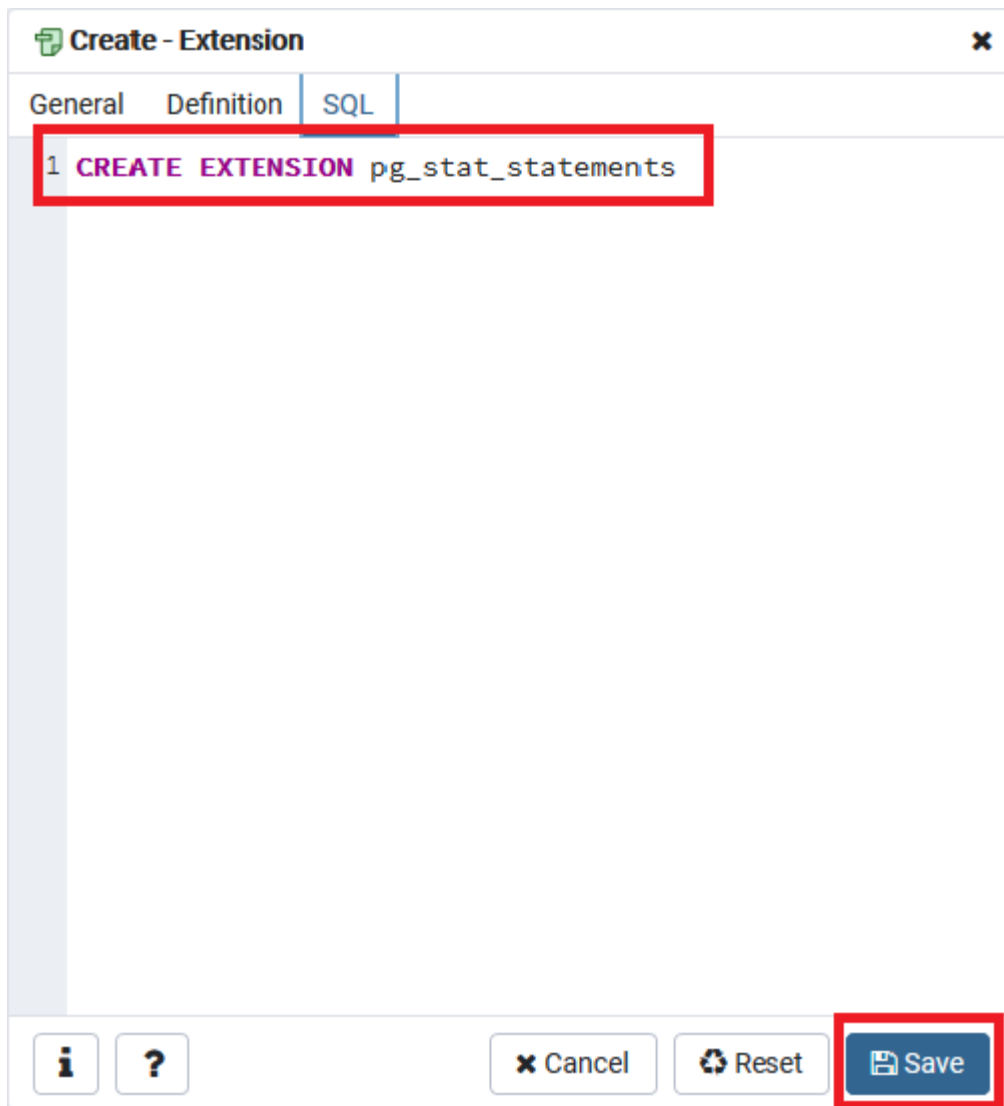 Create - Extension
General Definition SQL
1 CREATE EXTENSION pg_stat_statements
i ? Cancel Reset Save